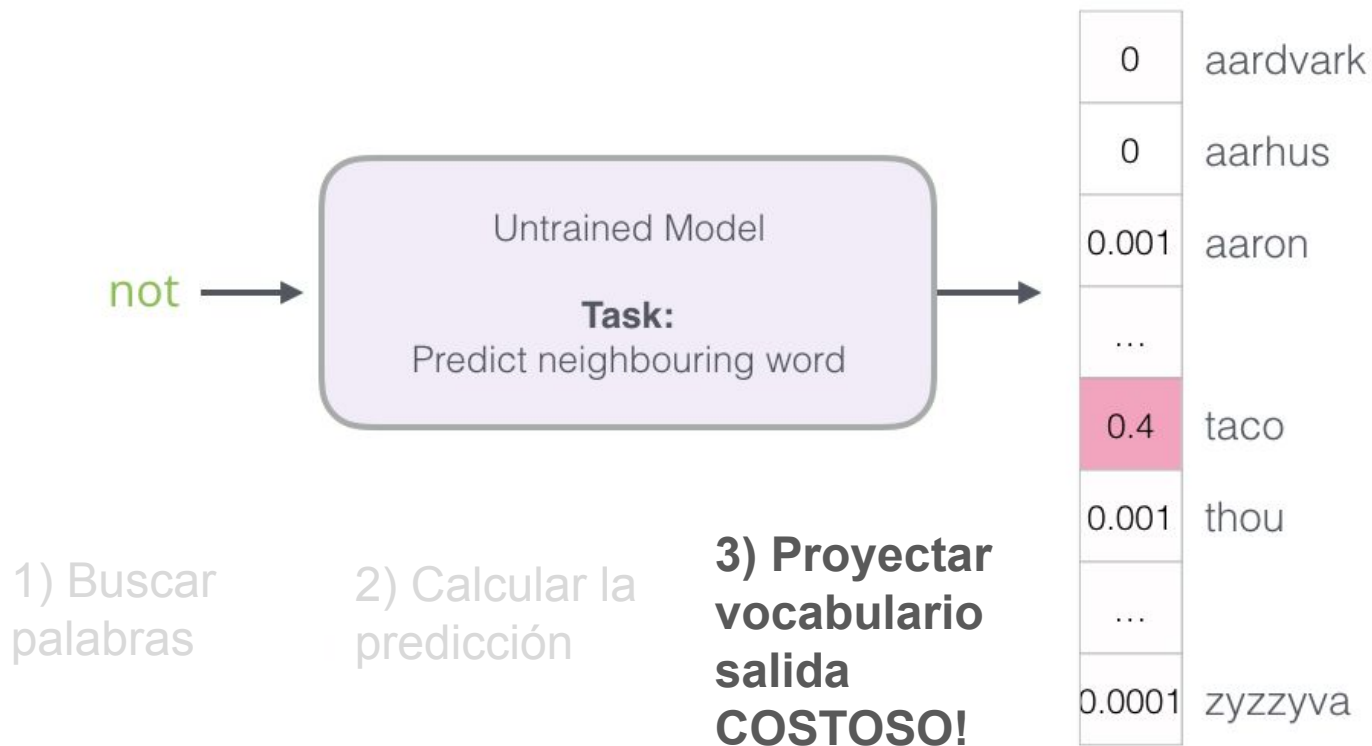 not
Untrained Model
Task:
Predict neighbouring word
0 aardvark
0 aarhus
0.001 aaron
...
0.4 taco
0.001 thou
...
0.0001 zyzzyva
1) Buscar
palabras
2) Calcular la
predicción
3) Proyectar
vocabulario
salida
COSTOSO!